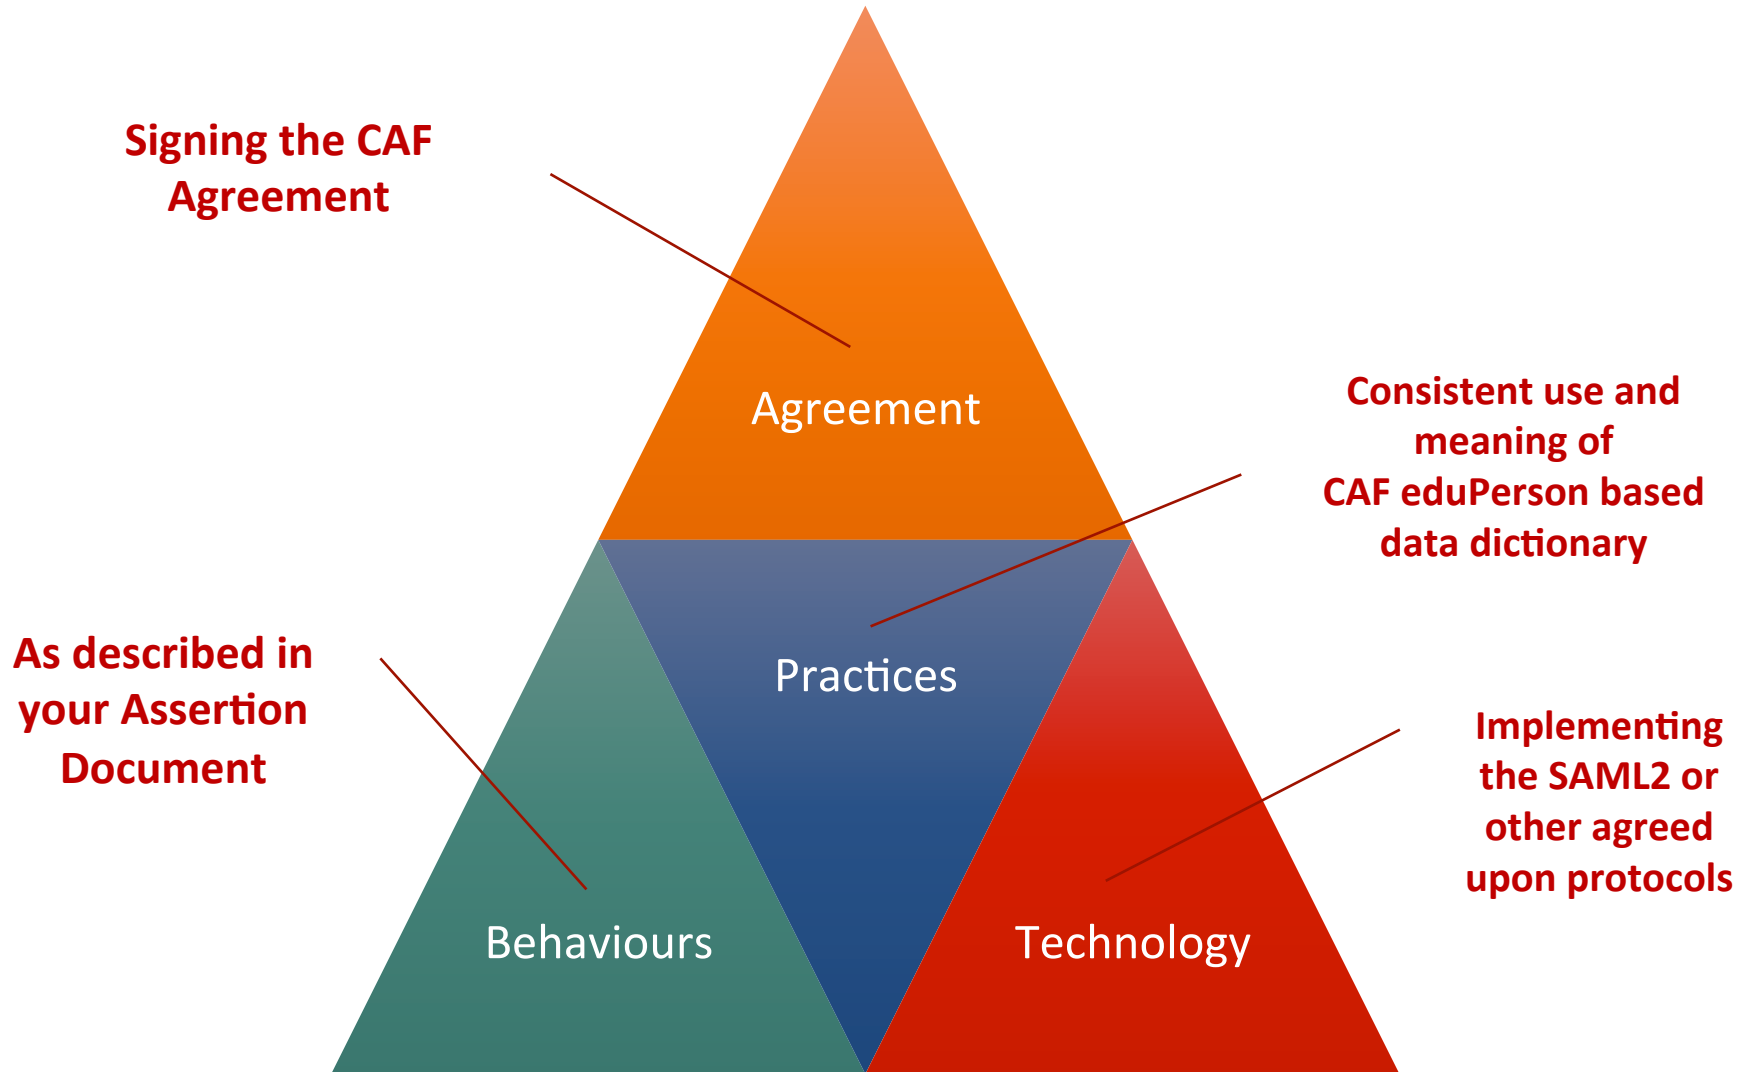 Signing the CAF
Agreement
Agreement
Consistent use and
meaning of
CAF eduPerson based
data dictionary
Practices
As described in
your Assertion
Document
Implementing
the SAML2 or
other agreed
upon protocols
Behaviours
Technology